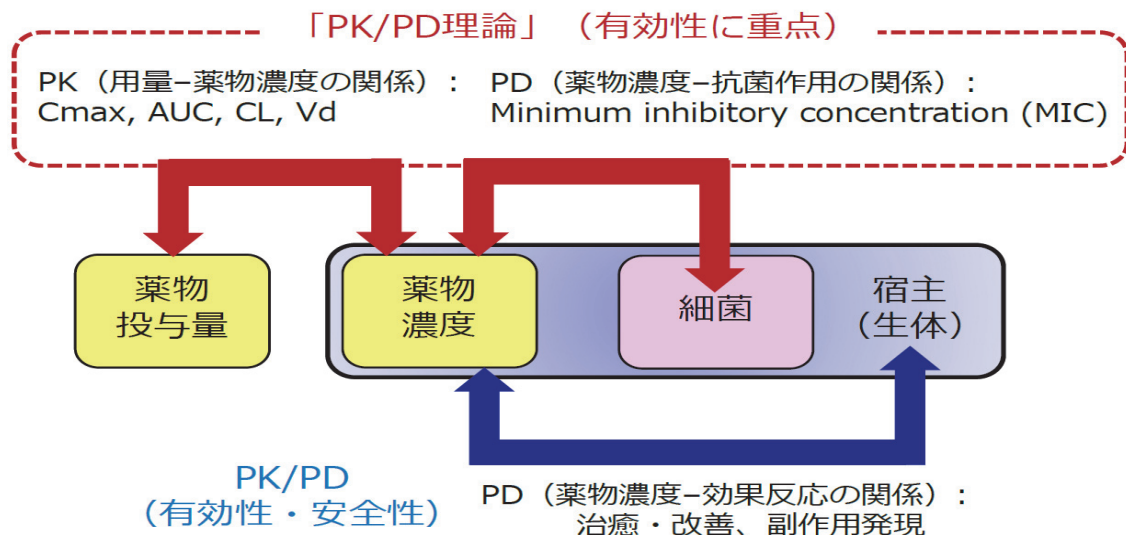 「PK/PD理論」（有効性に重点）
PK（用量–薬物濃度の関係）：
Cmax, AUC, CL, Vd
PD（薬物濃度–抗菌作用の関係）：
Minimum inhibitory concentration (MIC)
薬物
投与量
薬物
濃度
細菌
宿主
（生体）
PK/PD
（有効性・安全性）
PD（薬物濃度–効果反応の関係）：
治癒・改善、副作用発現